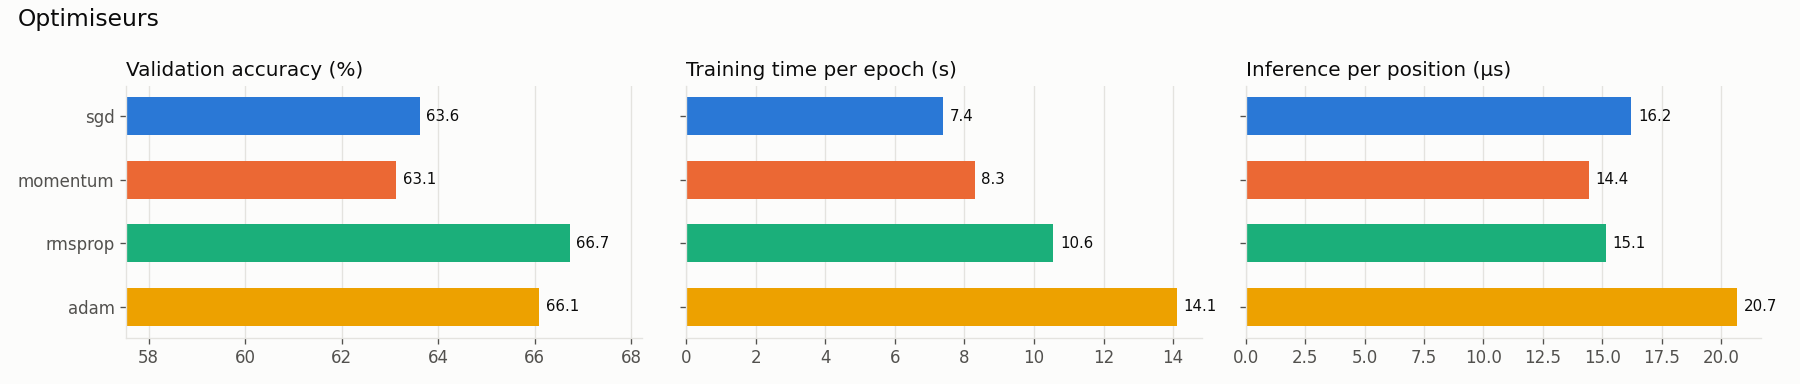 Optimiseurs
Validation accuracy (%)
sgd 63.6
momentum 63.1
rmsprop 66.7
adam 66.1
58 60 62 64 66 68
Training time per epoch (s)
7.4
8.3
10.6
14.1
0 2 4 6 8 10 12 14
Inference per position (µs)
16.2
14.4
15.1
20.7
0.0 2.5 5.0 7.5 10.0 12.5 15.0 17.5 20.0